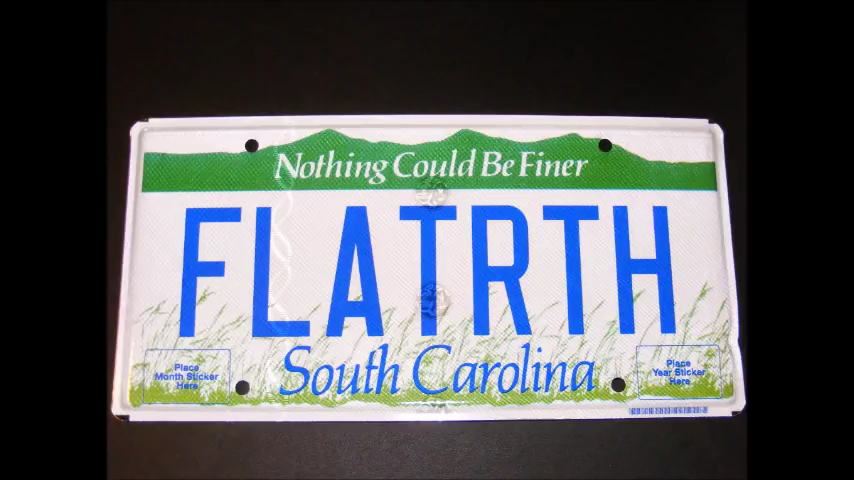 Nothing Could Be Finer
FLATRTH
South Carolina
Place
Month Sticker
Here
Place
Year Sticker
Here